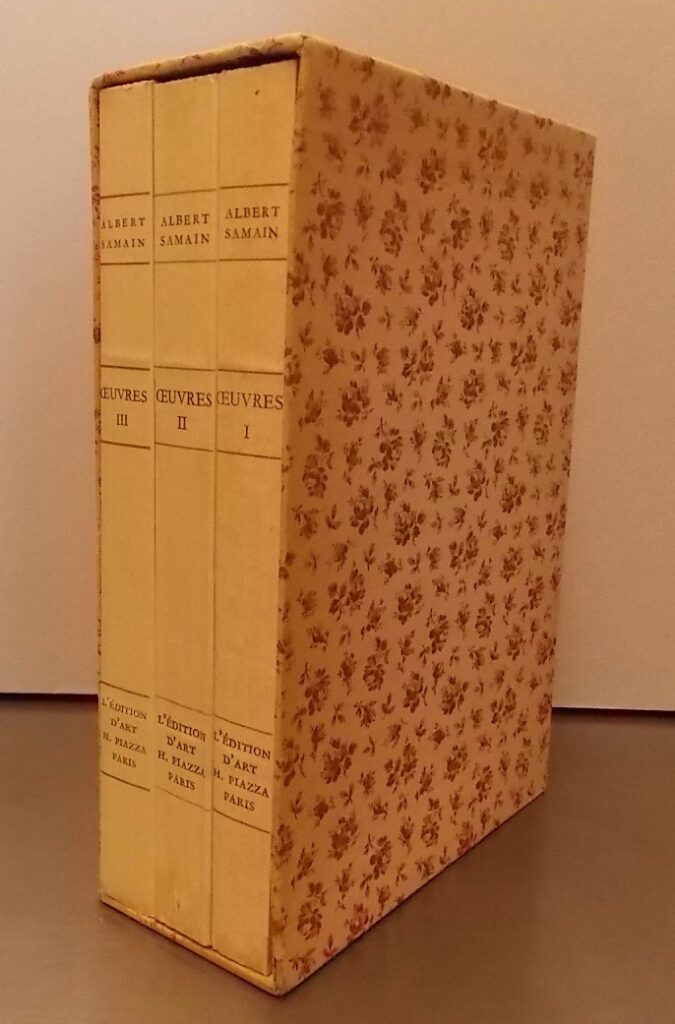 ALBERT
SAMAIN
ŒUVRES
III
L'ÉDITION
D'ART
H. PIAZZA
PARIS
ALBERT
SAMAIN
ŒUVRES
II
L'ÉDITION
D'ART
H. PIAZZA
PARIS
ALBERT
SAMAIN
ŒUVRES
I
L'ÉDITION
D'ART
H. PIAZZA
PARIS